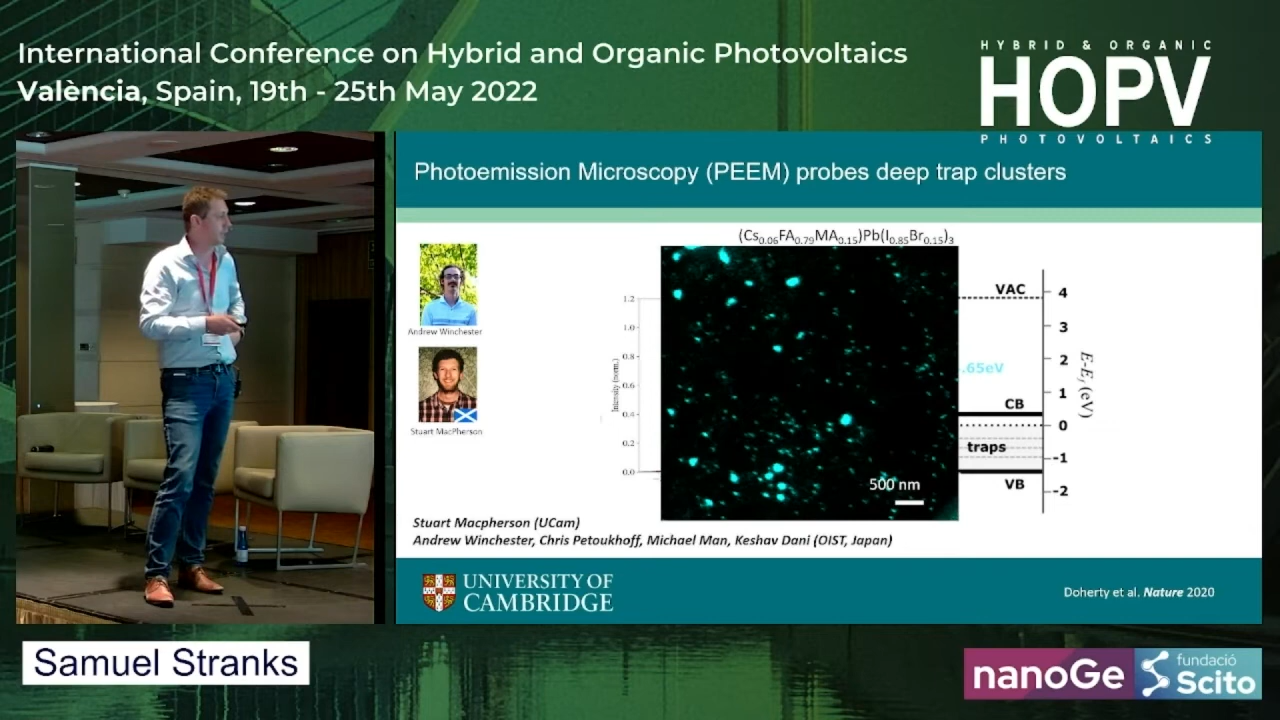 International Conference on Hybrid and Organic Photovoltaics
València, Spain, 19th - 25th May 2022
HYBRID & ORGANIC
HOPV
PHOTOVOLTAICS
Photoemission Microscopy (PEEM) probes deep trap clusters
(Cs0.06FA0.79MA0.15)Pb(I0.85Br0.15)3
Andrew Winchester
Stuart MacPherson
1.2
1.0
0.8
0.6
0.4
0.2
0.0
Intensity (norm.)
500 nm
VAC
.65eV
CB
traps
VB
4
3
2
1
0
-1
-2
E-Ef (eV)
Stuart Macpherson (UCam)
Andrew Winchester, Chris Petoukhoff, Michael Man, Keshav Dani (OIST, Japan)
UNIVERSITY OF
CAMBRIDGE
Doherty et al. Nature 2020
Samuel Stranks
nanoGe
fundació
Scito